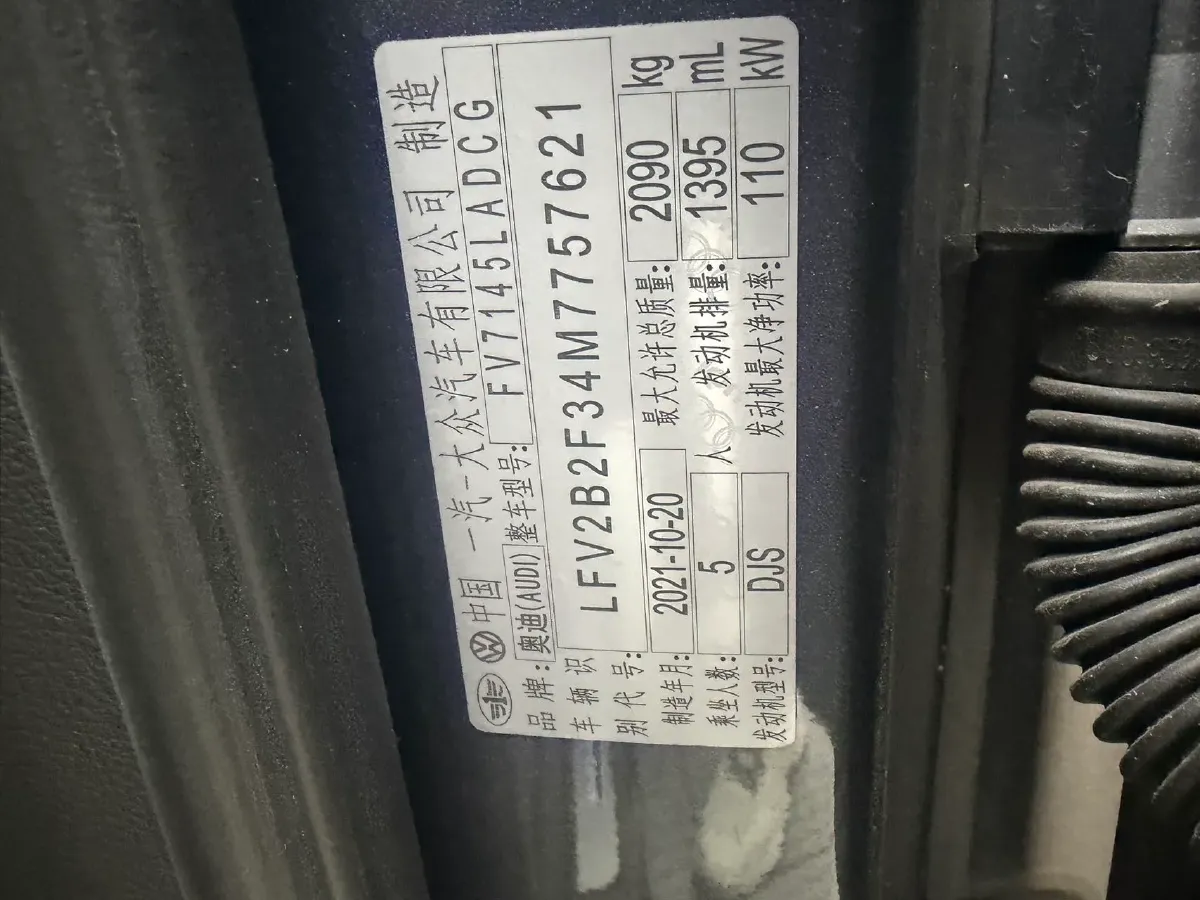 中国 一汽-大众汽车有限公司 制造
品牌: 奥迪(AUDI) 整车型号: FV7145LADCG
车辆识别代号: LFV2B2F34M7757621
制造年月: 2021-10-20 最大允许总质量: 2090 kg
乘坐人数: 5 人 发动机排量: 1395 mL
发动机型号: DJS 发动机最大净功率: 110 kW